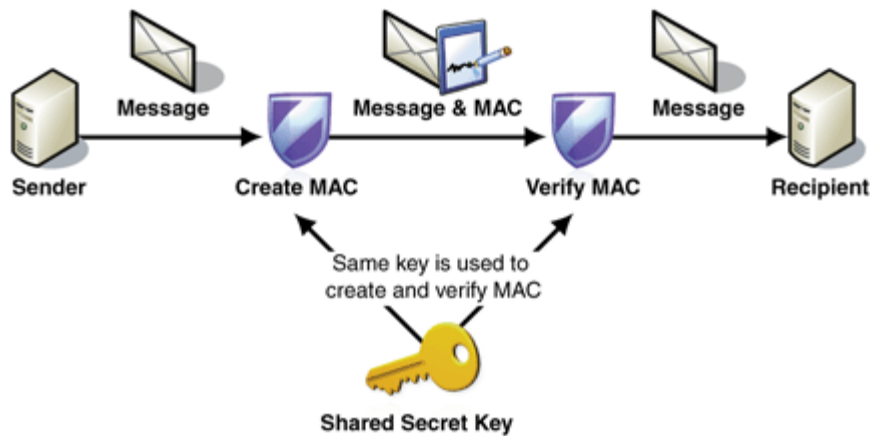 Message
Message & MAC
Message
Sender
Create MAC
Verify MAC
Recipient
Same key is used to
create and verify MAC
Shared Secret Key